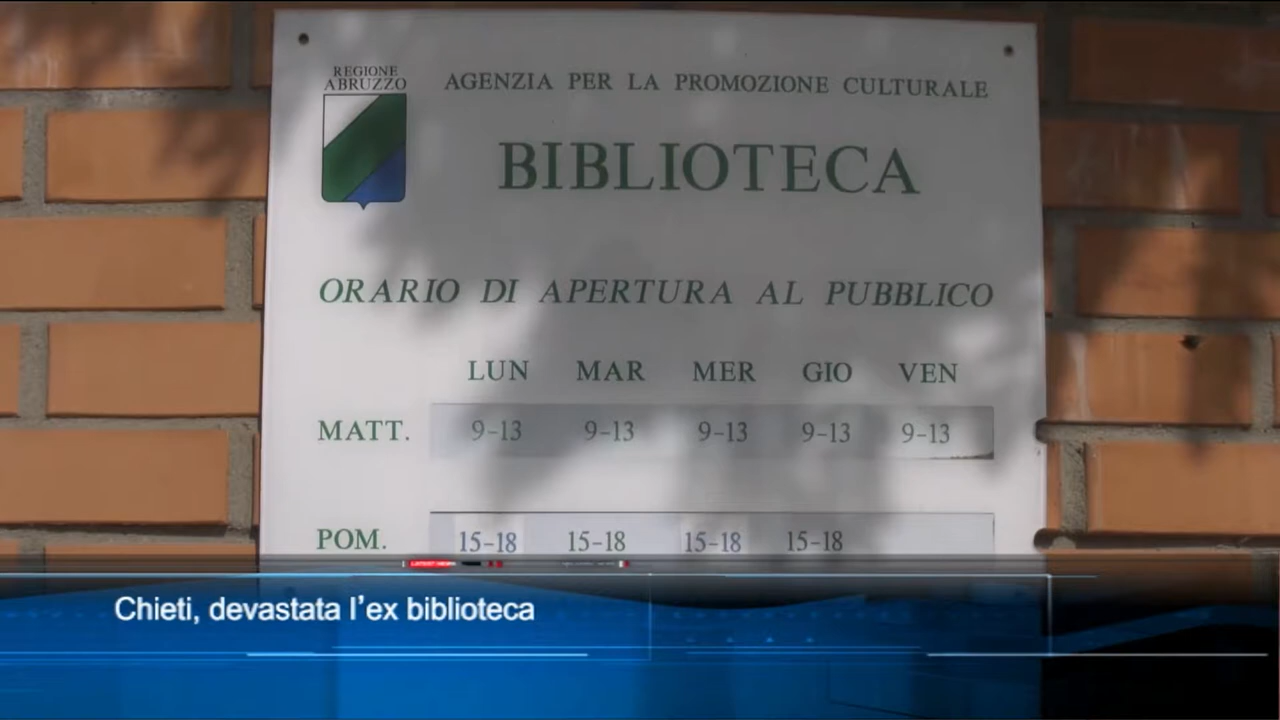 REGIONE
ABRUZZO
AGENZIA PER LA PROMOZIONE CULTURALE
BIBLIOTECA
ORARIO DI APERTURA AL PUBBLICO
LUN MAR MER GIO VEN
MATT. 9-13 9-13 9-13 9-13 9-13
POM. 15-18 15-18 15-18 15-18
Chieti, devastata l'ex biblioteca